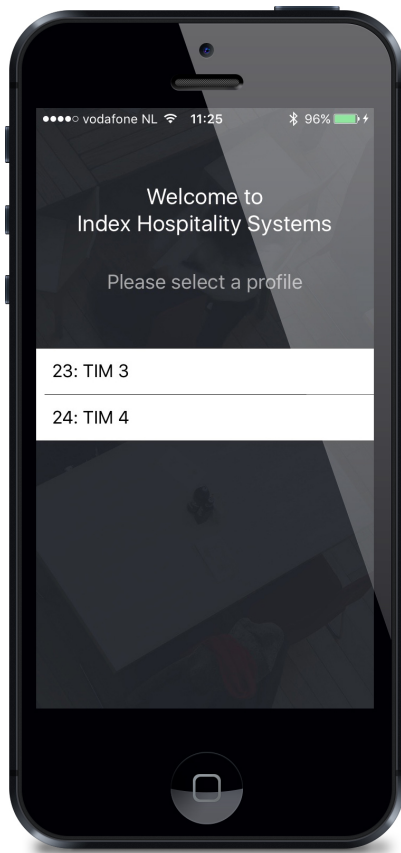 vodafone NL 11:25 96%
Welcome to
Index Hospitality Systems
Please select a profile
23: TIM 3
24: TIM 4